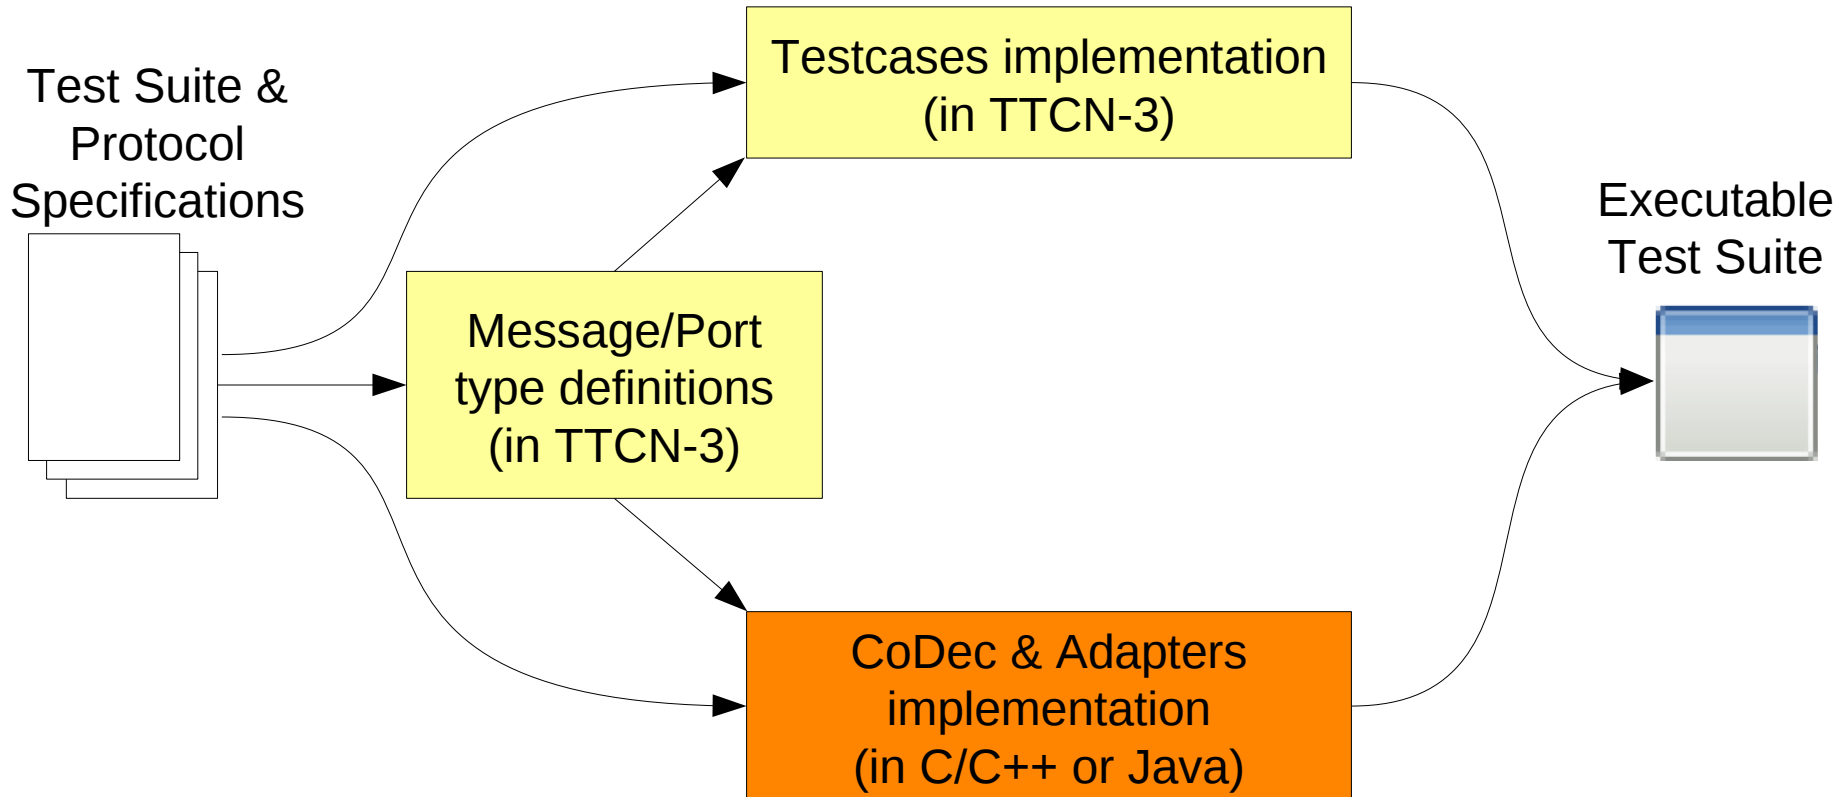 Test Suite &
Protocol
Specifications
Testcases implementation
(in TTCN-3)
Message/Port
type definitions
(in TTCN-3)
CoDec & Adapters
implementation
(in C/C++ or Java)
Executable
Test Suite